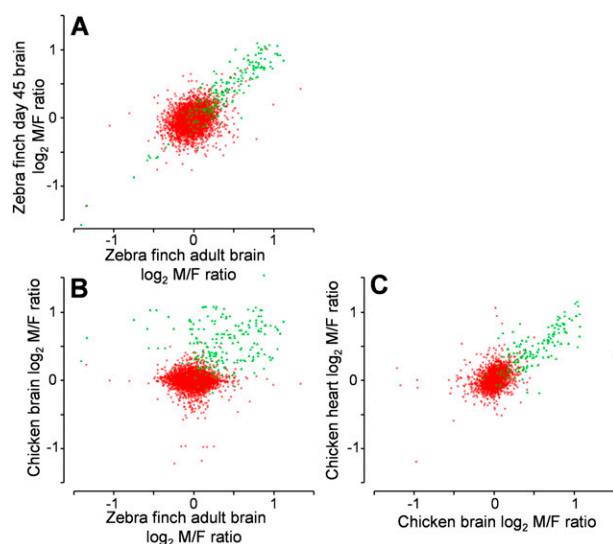 A
Zebra finch day 45 brain
log2 M/F ratio
1
0
-1
-1
0
1
Zebra finch adult brain
log2 M/F ratio
B
Chicken brain log2 M/F ratio
1
0
-1
-1
0
1
Zebra finch adult brain
log2 M/F ratio
C
Chicken heart log2 M/F ratio
1
0
-1
-1
0
1
Chicken brain log2 M/F ratio